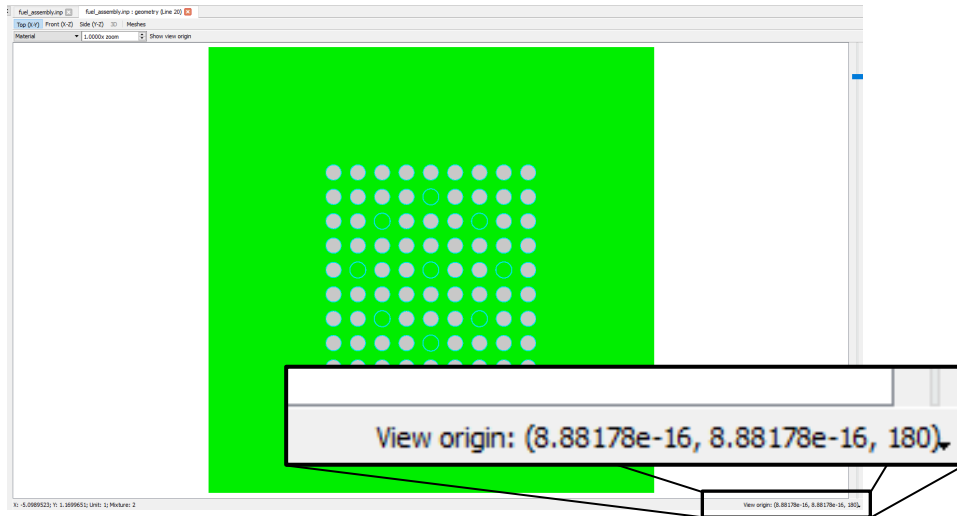 fuel_assembly.inp fuel_assembly.inp : geometry (Line 20)
Top (X-Y) Front (X-Z) Side (Y-Z) 3D Meshes
Material 1.0000x zoom Show view origin
View origin: (8.88178e-16, 8.88178e-16, 180)
X: -5.0989523; Y: 1.1699651; Unit: 1; Mixture: 2 View origin: (8.88178e-16, 8.88178e-16, 180)